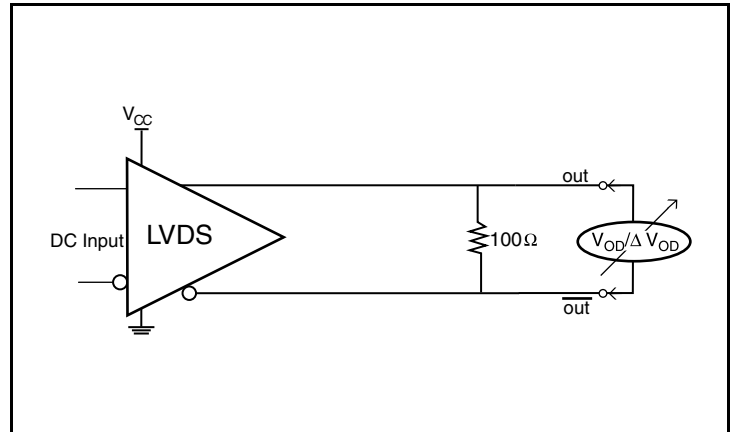 V_CC
out
DC Input
LVDS
100Ω
V_OD/Δ V_OD
out